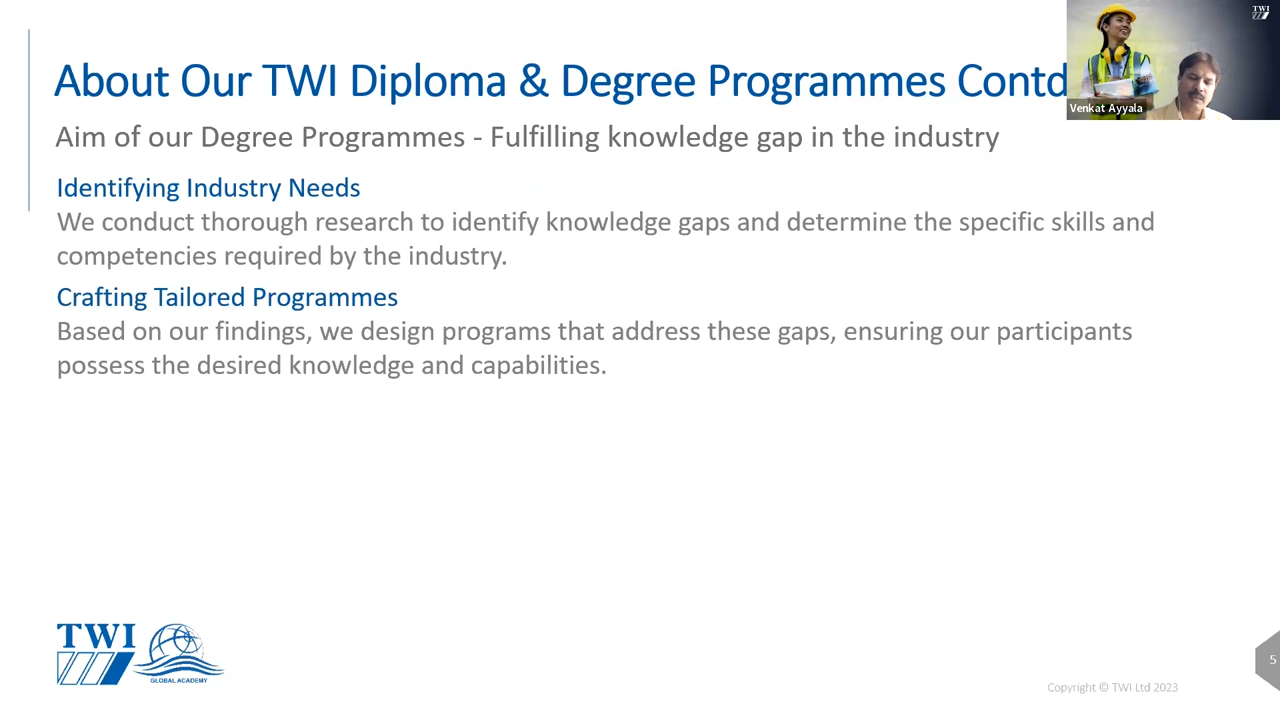 About Our TWI Diploma & Degree Programmes Contd
Aim of our Degree Programmes - Fulfilling knowledge gap in the industry
Identifying Industry Needs
We conduct thorough research to identify knowledge gaps and determine the specific skills and
competencies required by the industry.
Crafting Tailored Programmes
Based on our findings, we design programs that address these gaps, ensuring our participants
possess the desired knowledge and capabilities.
TWI
Venkat Ayyala
TWI
GLOBAL ACADEMY
Copyright © TWI Ltd 2023
5